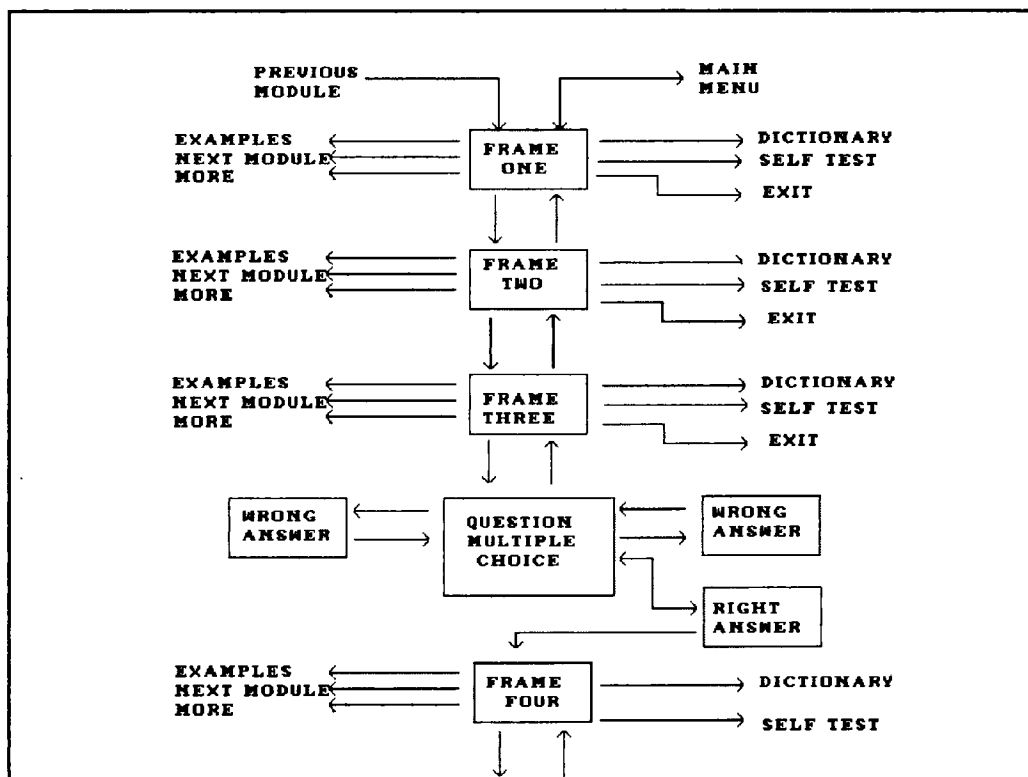 PREVIOUS
MODULE
MAIN
MENU
EXAMPLES
NEXT MODULE
MORE
FRAME
ONE
DICTIONARY
SELF TEST
EXIT
EXAMPLES
NEXT MODULE
MORE
FRAME
TWO
DICTIONARY
SELF TEST
EXIT
EXAMPLES
NEXT MODULE
MORE
FRAME
THREE
DICTIONARY
SELF TEST
EXIT
WRONG
ANSWER
QUESTION
MULTIPLE
CHOICE
WRONG
ANSWER
RIGHT
ANSWER
EXAMPLES
NEXT MODULE
MORE
FRAME
FOUR
DICTIONARY
SELF TEST